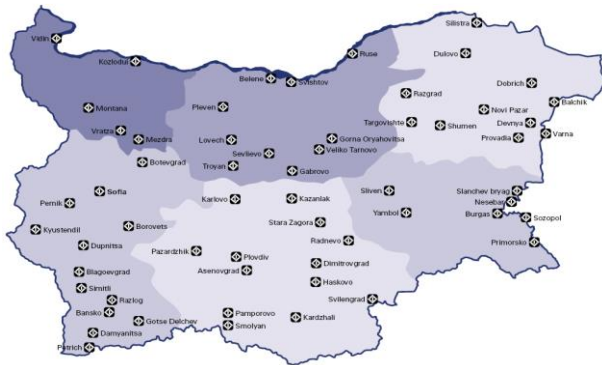 Silistra
Vidin
Ruse
Dulovo
Kozlodui
Belene
Svishtov
Dobrich
Razgrad
Balchik
Montana
Pleven
Novi Pazar
Targovishte
Shumen
Devnya
Vratza
Mezdra
Lovech
Gorna Oryahovitsa
Provadia
Varna
Sevlievo
Veliko Tarnovo
Botevgrad
Troyan
Gabrovo
Sofia
Sliven
Slanchev bryag
Pernik
Karlovo
Kazanlak
Nesebar
Yambol
Burgas
Sozopol
Kyustendil
Borovets
Stara Zagora
Dupnitsa
Pazardzhik
Plovdiv
Radnevo
Primorsko
Blagoevgrad
Asenovgrad
Dimitrovgrad
Simitli
Haskovo
Razlog
Svilengrad
Bansko
Pamporovo
Gotse Delchev
Smolyan
Kardzhali
Damyanitsa
Petrich